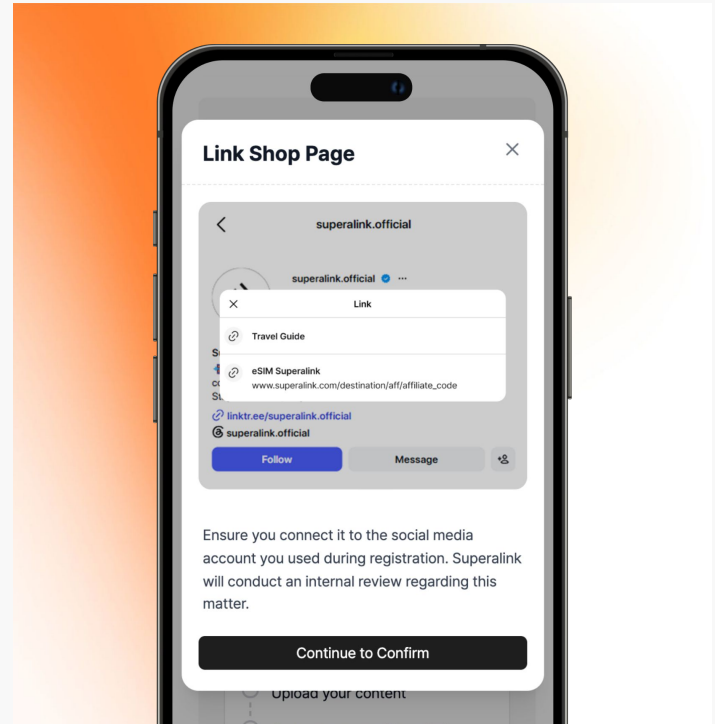 Link Shop Page
superalink.official
superalink.official
Link
Travel Guide
eSIM Superalink
www.superalink.com/destination/aff/affiliate_code
linktr.ee/superalink.official
superalink.official
Follow
Message
Ensure you connect it to the social media
account you used during registration. Superalink
will conduct an internal review regarding this
matter.
Continue to Confirm
Upload your content